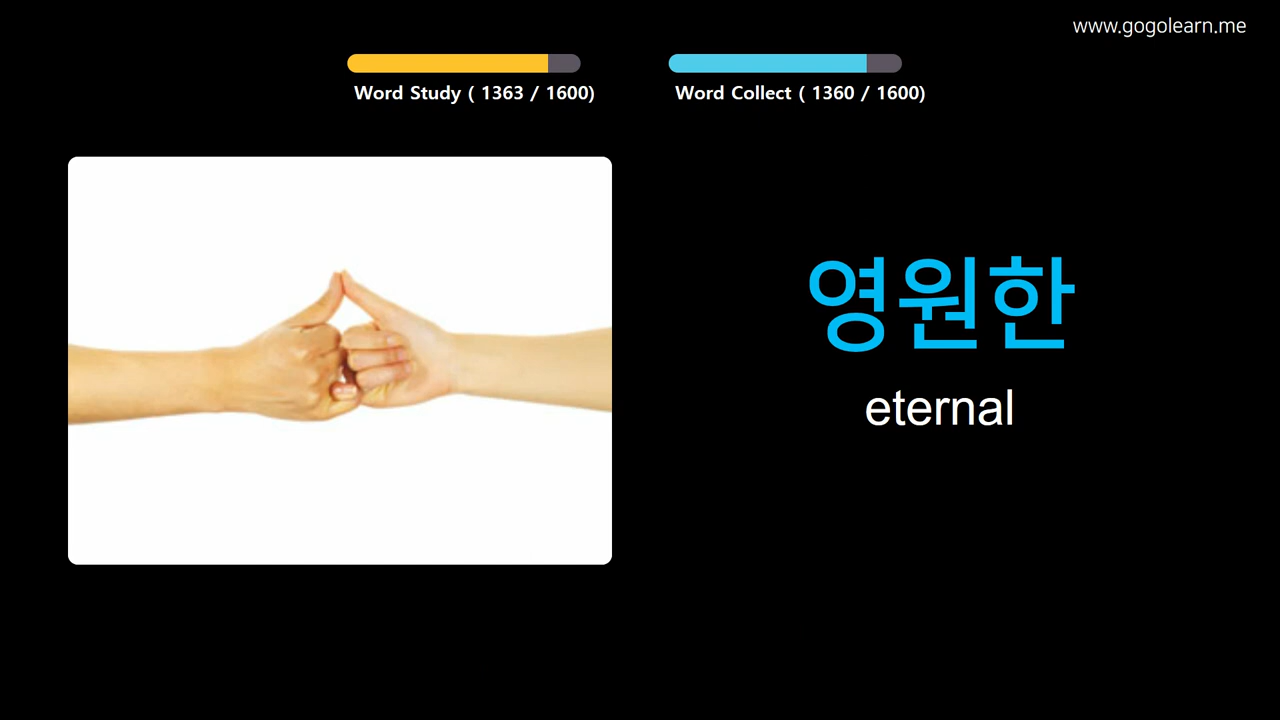 www.gogolearn.me
Word Study ( 1363 / 1600)
Word Collect ( 1360 / 1600)
영원한
eternal